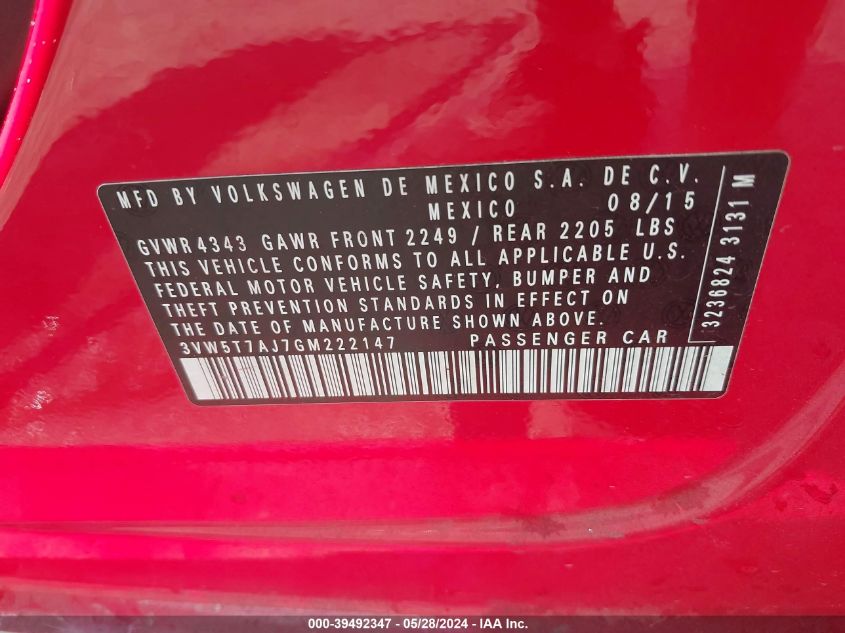 MFD BY VOLKSWAGEN DE MEXICO S.A. DE C.V.
MEXICO 08/15
GVWR 4343 GAWR FRONT 2249 / REAR 2205 LBS
THIS VEHICLE CONFORMS TO ALL APPLICABLE U.S.
FEDERAL MOTOR VEHICLE SAFETY, BUMPER AND
THEFT PREVENTION STANDARDS IN EFFECT ON
THE DATE OF MANUFACTURE SHOWN ABOVE.
3VW5T7AJ7GM222147 PASSENGER CAR
3236824 3131 M
000-39492347 / 05/28/2024 - IAA Inc.